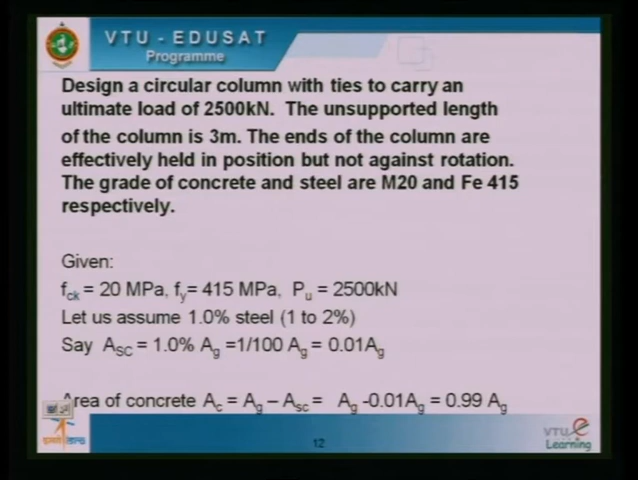 VTU - EDUSAT
Programme
Design a circular column with ties to carry an
ultimate load of 2500kN. The unsupported length
of the column is 3m. The ends of the column are
effectively held in position but not against rotation.
The grade of concrete and steel are M20 and Fe 415
respectively.
Given:
fck = 20 MPa, fy= 415 MPa, Pu = 2500kN
Let us assume 1.0% steel (1 to 2%)
Say ASC = 1.0% Ag =1/100 Ag = 0.01Ag
Area of concrete Ac = Ag – Asc = Ag -0.01Ag = 0.99 Ag
12
VTU e
Learning